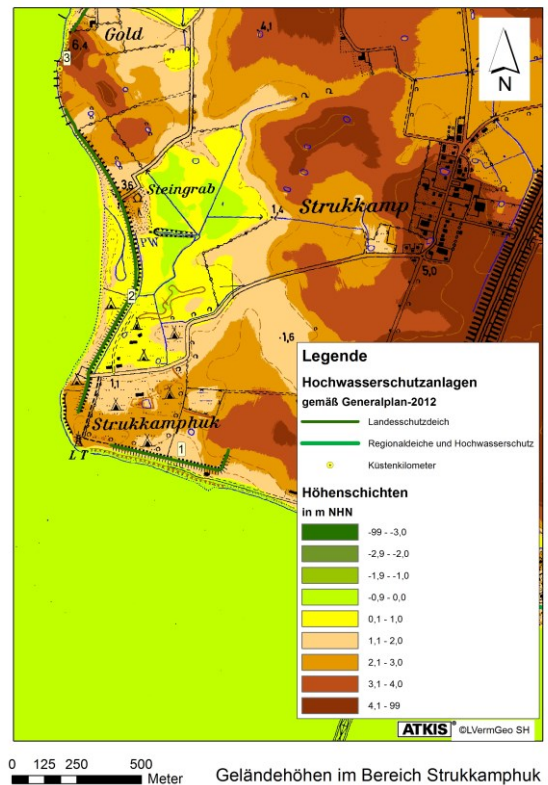 Gold
4,1
6,4
3
N
3,6
Steingrab
1,4
Strukkamp
PW
5,0
2
-1,6
1,1
Strukkamphuk
1
L T
Legende
Hochwasserschutzanlagen
gemäß Generalplan-2012
Landesschutzdeich
Regionaldeiche und Hochwasserschutz
Küstenkilometer
Höhenschichten
in m NHN
-99 - -3,0
-2,9 - -2,0
-1,9 - -1,0
-0,9 - 0,0
0,1 - 1,0
1,1 - 2,0
2,1 - 3,0
3,1 - 4,0
4,1 - 99
ATKIS® ©LVermGeo SH
0 125 250 500
Meter
Geländehöhen im Bereich Strukkamphuk